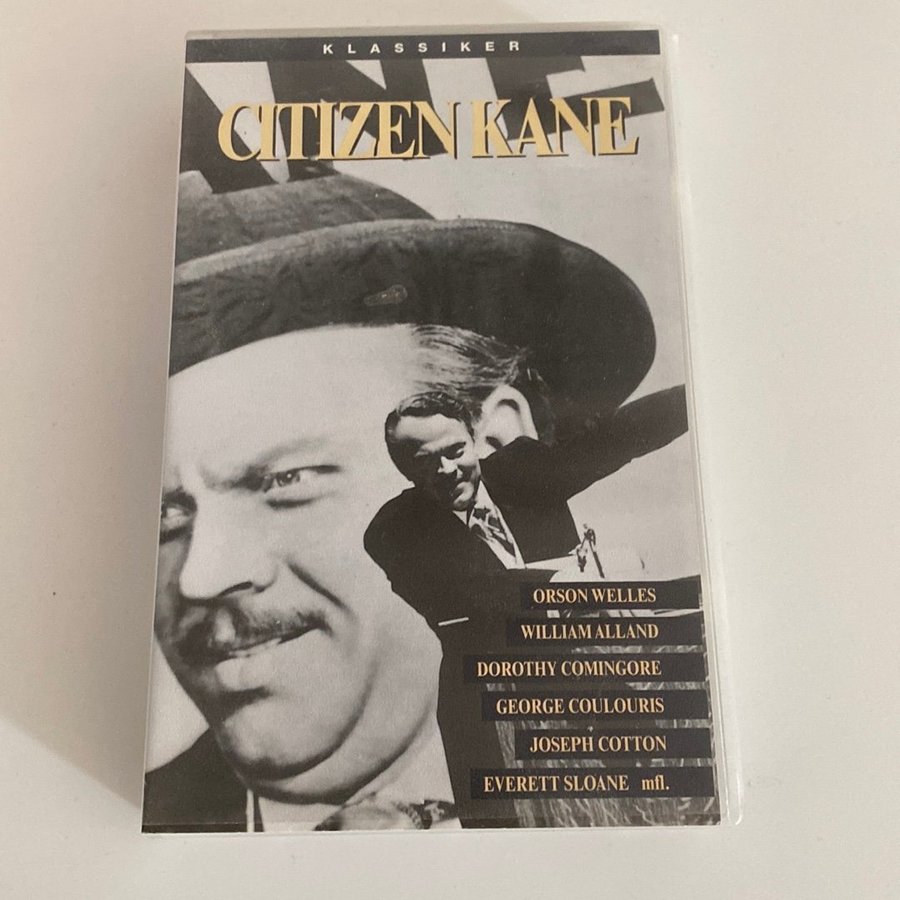 KLASSIKER
CITIZEN KANE
ORSON WELLES
WILLIAM ALLAND
DOROTHY COMINGORE
GEORGE COULOURIS
JOSEPH COTTON
EVERETT SLOANE mfl.